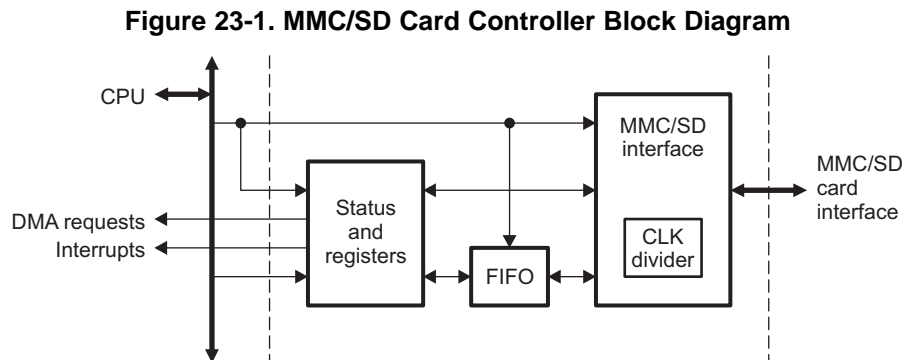 Figure 23-1. MMC/SD Card Controller Block Diagram
CPU
MMC/SD
interface
MMC/SD
card
interface
Status
and
registers
DMA requests
Interrupts
CLK
divider
FIFO